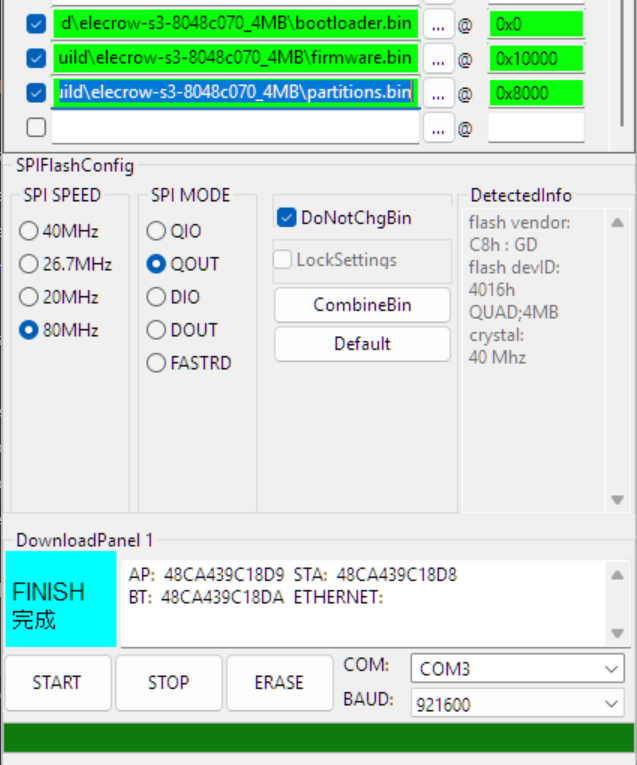 d\elecrow-s3-8048c070_4MB\bootloader.bin ... @ 0x0
uild\elecrow-s3-8048c070_4MB\firmware.bin ... @ 0x10000
uild\elecrow-s3-8048c070_4MB\partitions.bin ... @ 0x8000
... @
SPIFlashConfig
SPI SPEED
40MHz
26.7MHz
20MHz
80MHz
SPI MODE
QIO
QOUT
DIO
DOUT
FASTRD
DoNotChgBin
LockSettings
CombineBin
Default
DetectedInfo
flash vendor:
C8h : GD
flash devID:
4016h
QUAD;4MB
crystal:
40 Mhz
DownloadPanel 1
FINISH
完成
AP: 48CA439C18D9 STA: 48CA439C18D8
BT: 48CA439C18DA ETHERNET:
START
STOP
ERASE
COM: COM3
BAUD: 921600